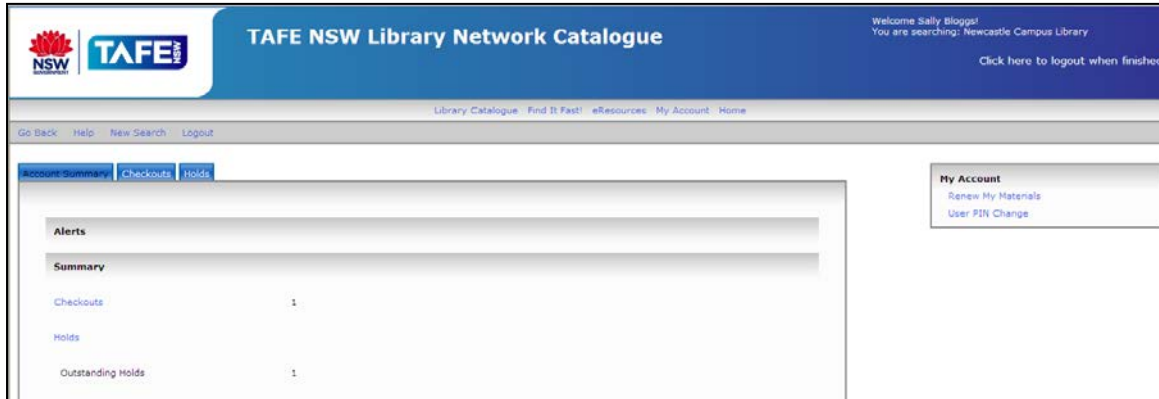 NSW
GOVERNMENT
TAFE NSW
TAFE NSW Library Network Catalogue
Welcome Sally Bloggs!
You are searching: Newcastle Campus Library
Click here to logout when finished
Library Catalogue Find It Fast! eResources My Account Home
Go Back Help New Search Logout
Account Summary Checkouts Holds
My Account
Renew My Materials
User PIN Change
Alerts
Summary
Checkouts 1
Holds
Outstanding Holds 1